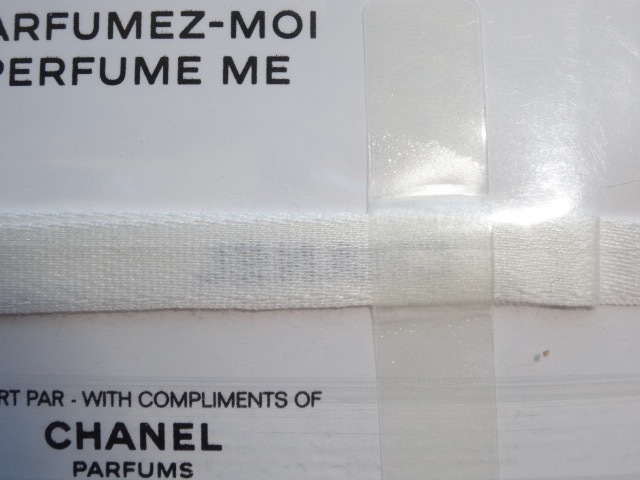 ARFUMEZ-MOI
PERFUME ME
RT PAR - WITH COMPLIMENTS OF
CHANEL
PARFUMS